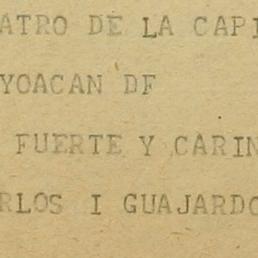 ATRO DE LA CAPI
YOACAN DF
FUERTE Y CARIN
RLOS I GUAJARDO